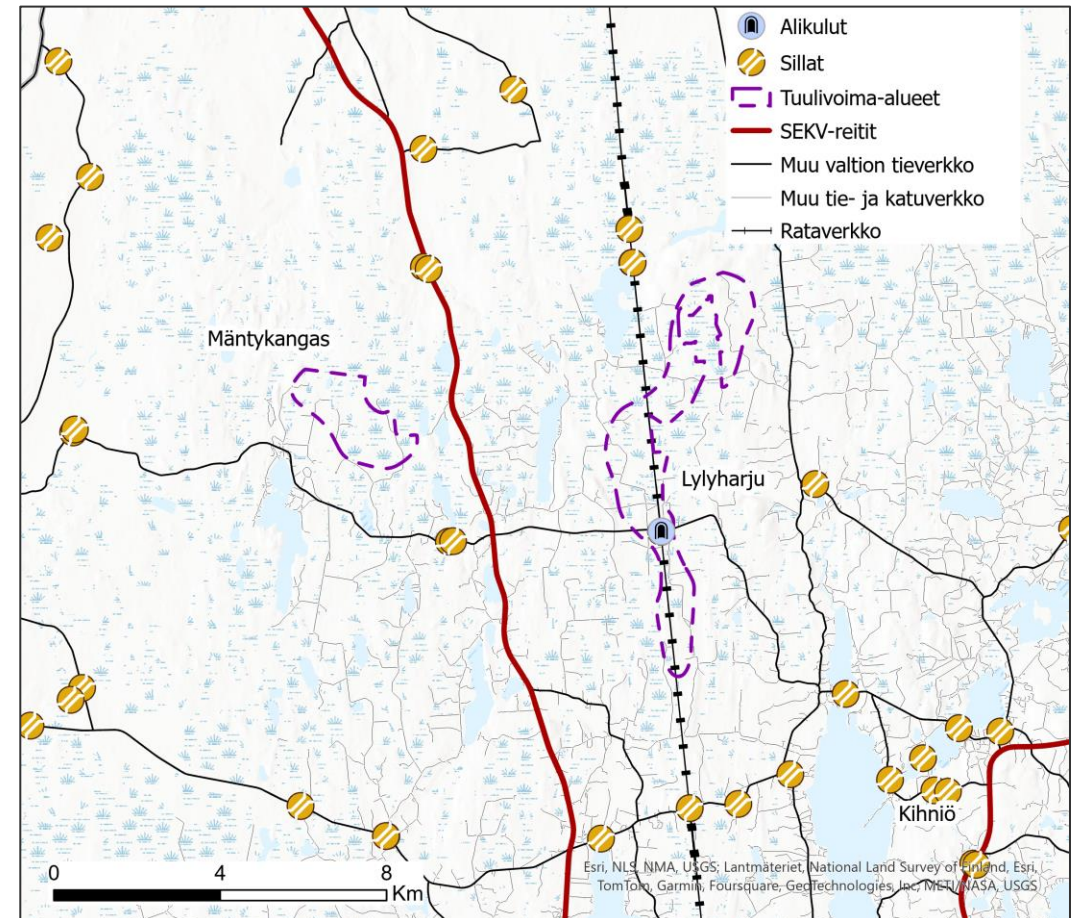 Alikulut
Sillat
Tuulivoima-alueet
SEKV-reitit
Muu valtion tieverkko
Muu tie- ja katuverkko
Rataverkko
Mäntykangas
Lylyharju
Kihniö
0 4 8
Km
Esri, NLS, NMA, USGS; Lantmäteriet, National Land Survey of Finland, Esri,
TomTom, Garmin, Foursquare, GeoTechnologies, Inc, METI/NASA, USGS